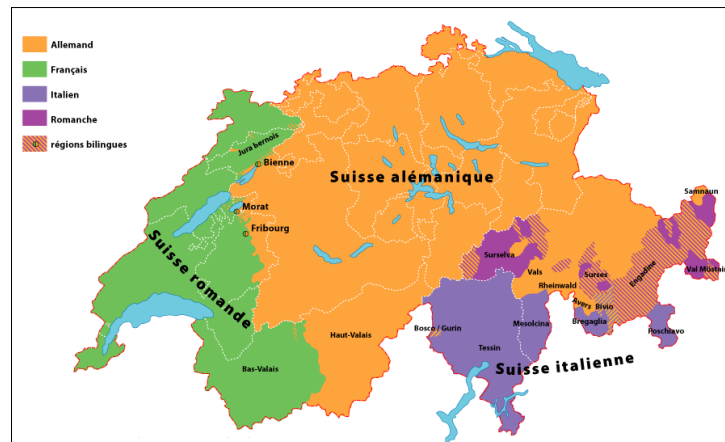 Allemand
Français
Italien
Romanche
régions bilingues
Jura bernois
Bienne
Suisse alémanique
Morat
Fribourg
Suisse romande
Samnaun
Surselva
Engadine
Val Müstair
Vals
Surses
Rheinwald
Avers
Bivio
Bregaglia
Bosco / Gurin
Mesolcina
Haut-Valais
Poschiavo
Tessin
Suisse italienne
Bas-Valais